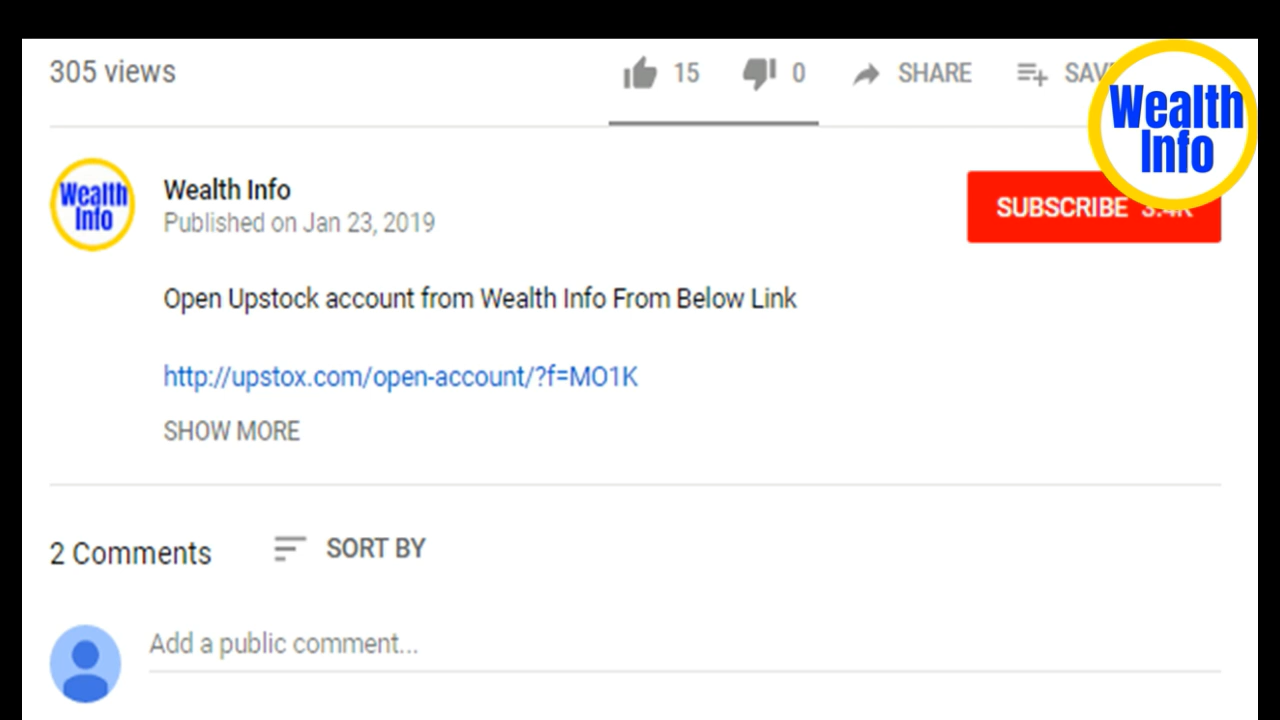 305 views
15
0
SHARE
Wealth
Info
Wealth
Info
Wealth Info
Published on Jan 23, 2019
SUBSCRIBE 3.4K
Open Upstock account from Wealth Info From Below Link
http://upstox.com/open-account/?f=MO1K
SHOW MORE
2 Comments
SORT BY
Add a public comment...